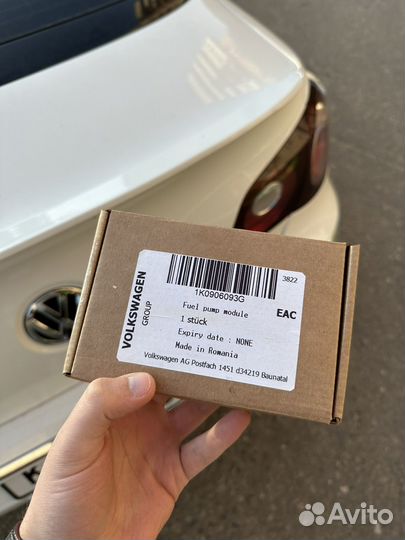 VOLKSWAGEN
GROUP
3822
1K0906093G
Fuel pump module
EAC
1 stück
Expiry date : NONE
Made in Romania
Volkswagen AG Postfach 1451 d34219 Baunatal
Avito